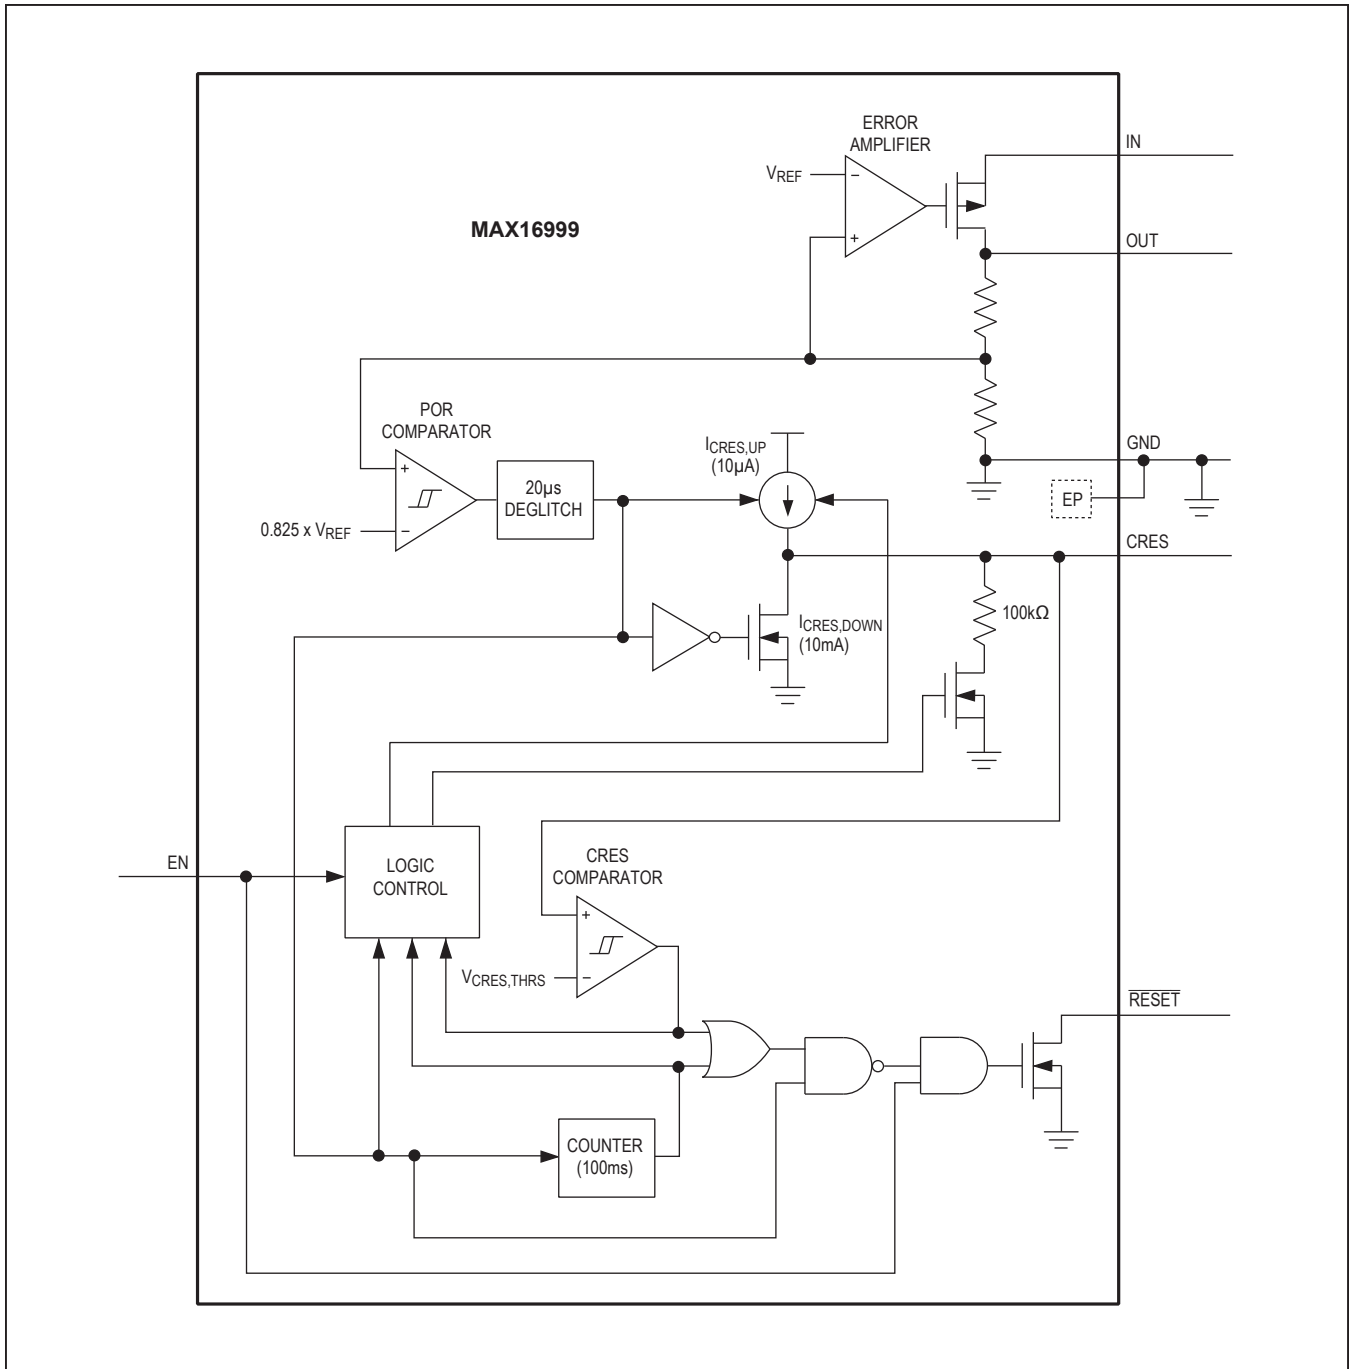 ERROR
AMPLIFIER
IN
VREF
−
+
MAX16999
OUT
POR
COMPARATOR
ICRES,UP
(10µA)
GND
+
20µs
DEGLITCH
EP
0.825 x VREF
−
CRES
ICRES,DOWN
(10mA)
100kΩ
EN
LOGIC
CONTROL
CRES
COMPARATOR
+
VCRES,THRS
−
RESET
COUNTER
(100ms)